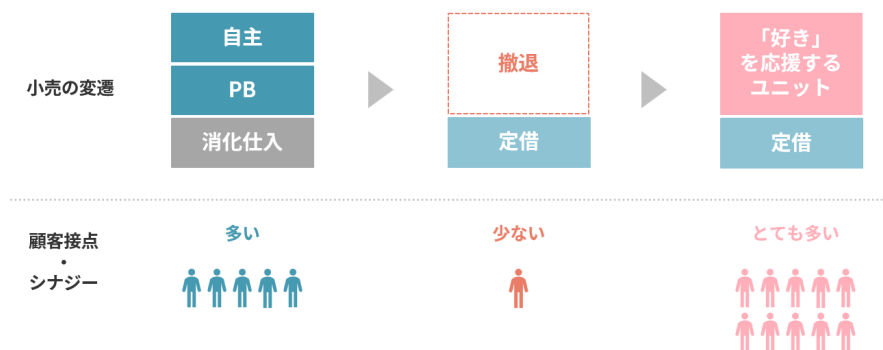 小売の変遷
自主
PB
消化仕入
撤退
定借
「好き」
を応援する
ユニット
定借
顧客接点
・
シナジー
多い
少ない
とても多い